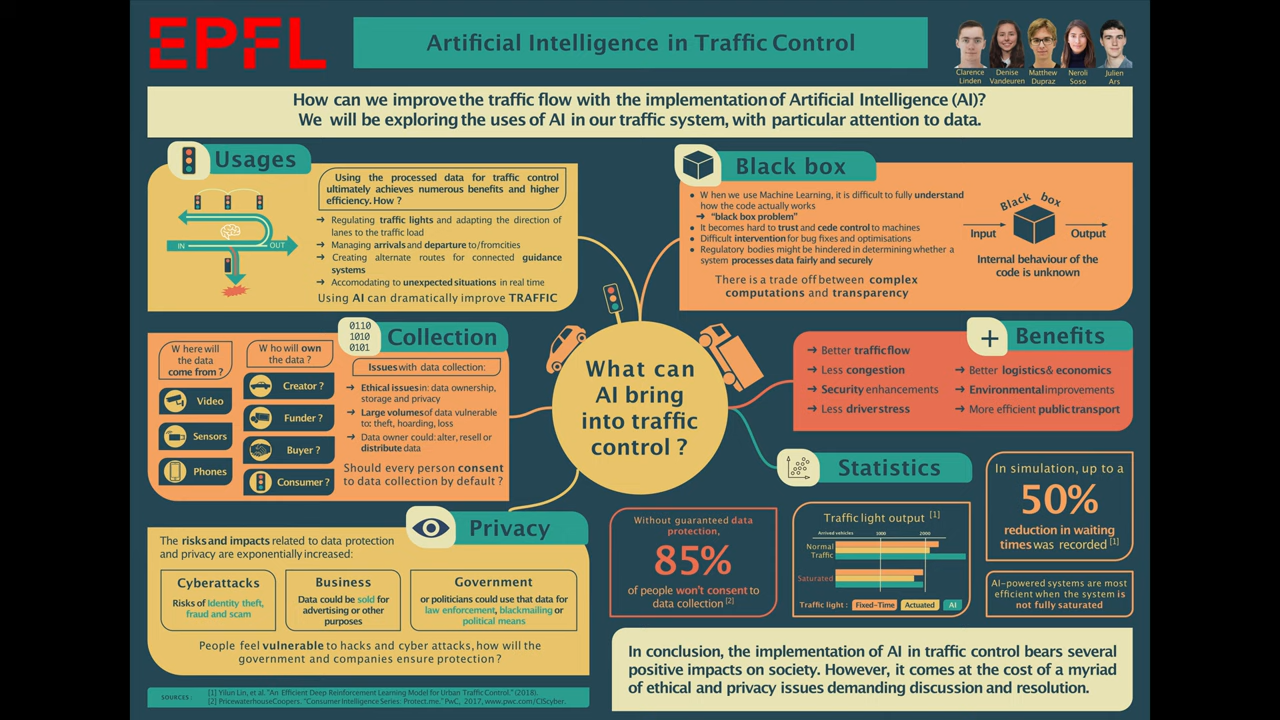 EPFL
Artificial Intelligence in Traffic Control
Clarence
Linden
Denise
Vandeuren
Matthew
Dupraz
Neroli
Soso
Julien
Ars
How can we improve the traffic flow with the implementation of Artificial Intelligence (AI)?
We will be exploring the uses of AI in our traffic system, with particular attention to data.
Usages
IN
OUT
Using the processed data for traffic control
ultimately achieves numerous benefits and higher
efficiency. How ?
➔ Regulating traffic lights and adapting the direction of
lanes to the traffic load
➔ Managing arrivals and departure to/fromcities
➔ Creating alternate routes for connected guidance
systems
➔ Accomodating to unexpected situations in real time
Using AI can dramatically improve TRAFFIC
Black box
• W hen we use Machine Learning, it is difficult to fully understand
how the code actually works
➔ "black box problem"
• It becomes hard to trust and cede control to machines
• Difficult intervention for bug fixes and optimisations
• Regulatory bodies might be hindered in determining whether a
system processes data fairly and securely
There is a trade off between complex
computations and transparency
Black box
Input
Output
Internal behaviour of the
code is unknown
Collection
0110
1010
0101
W here will
the data
come from ?
Video
Sensors
Phones
W ho will own
the data ?
Creator ?
Funder ?
Buyer ?
Consumer ?
Issues with data collection:
➔ Ethical issues in: data ownership,
storage and privacy
➔ Large volumes of data vulnerable
to: theft, hoarding, loss
➔ Data owner could: alter, resell or
distribute data
Should every person consent
to data collection by default ?
What can
AI bring
into traffic
control ?
Benefits
➔ Better traffic flow
➔ Less congestion
➔ Security enhancements
➔ Less driver stress
➔ Better logistics & economics
➔ Environmental improvements
➔ More efficient public transport
Privacy
The risks and impacts related to data protection
and privacy are exponentially increased:
Cyberattacks
Risks of Identity theft,
fraud and scam
Business
Data could be sold for
advertising or other
purposes
Government
or politicians could use that data for
law enforcement, blackmailing or
political means
People feel vulnerable to hacks and cyber attacks, how will the
government and companies ensure protection ?
Statistics
Without guaranteed data
protection,
85%
of people won't consent to
data collection [2]
Traffic light output [1]
Arrived vehicles
1000
2000
Normal
Traffic
Saturated
Traffic light :
Fixed-Time
Actuated
AI
In simulation, up to a
50%
reduction in waiting
times was recorded [1]
AI-powered systems are most
efficient when the system is
not fully saturated
In conclusion, the implementation of AI in traffic control bears several
positive impacts on society. However, it comes at the cost of a myriad
of ethical and privacy issues demanding discussion and resolution.
SOURCES :
[1] Yilun Lin, et al. "An Efficient Deep Reinforcement Learning Model for Urban Traffic Control." (2018).
[2] PricewaterhouseCoopers. "Consumer Intelligence Series: Protect.me." PwC, 2017, www.pwc.com/CIScyber.